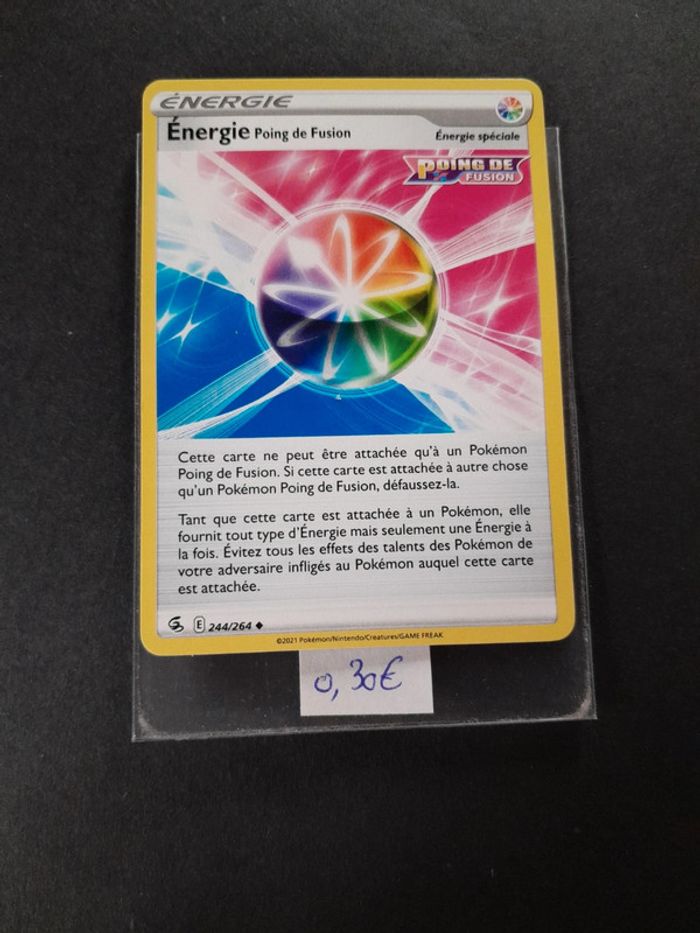 ÉNERGIE
Énergie Poing de Fusion
Énergie spéciale
POING DE
FUSION
Cette carte ne peut être attachée qu'à un Pokémon
Poing de Fusion. Si cette carte est attachée à autre chose
qu'un Pokémon Poing de Fusion, défaussez-la.
Tant que cette carte est attachée à un Pokémon, elle
fournit tout type d'Énergie mais seulement une Énergie à
la fois. Évitez tous les effets des talents des Pokémon de
votre adversaire infligés au Pokémon auquel cette carte
est attachée.
E 244/264 ◆
©2021 Pokémon/Nintendo/Creatures/GAME FREAK
0,30€